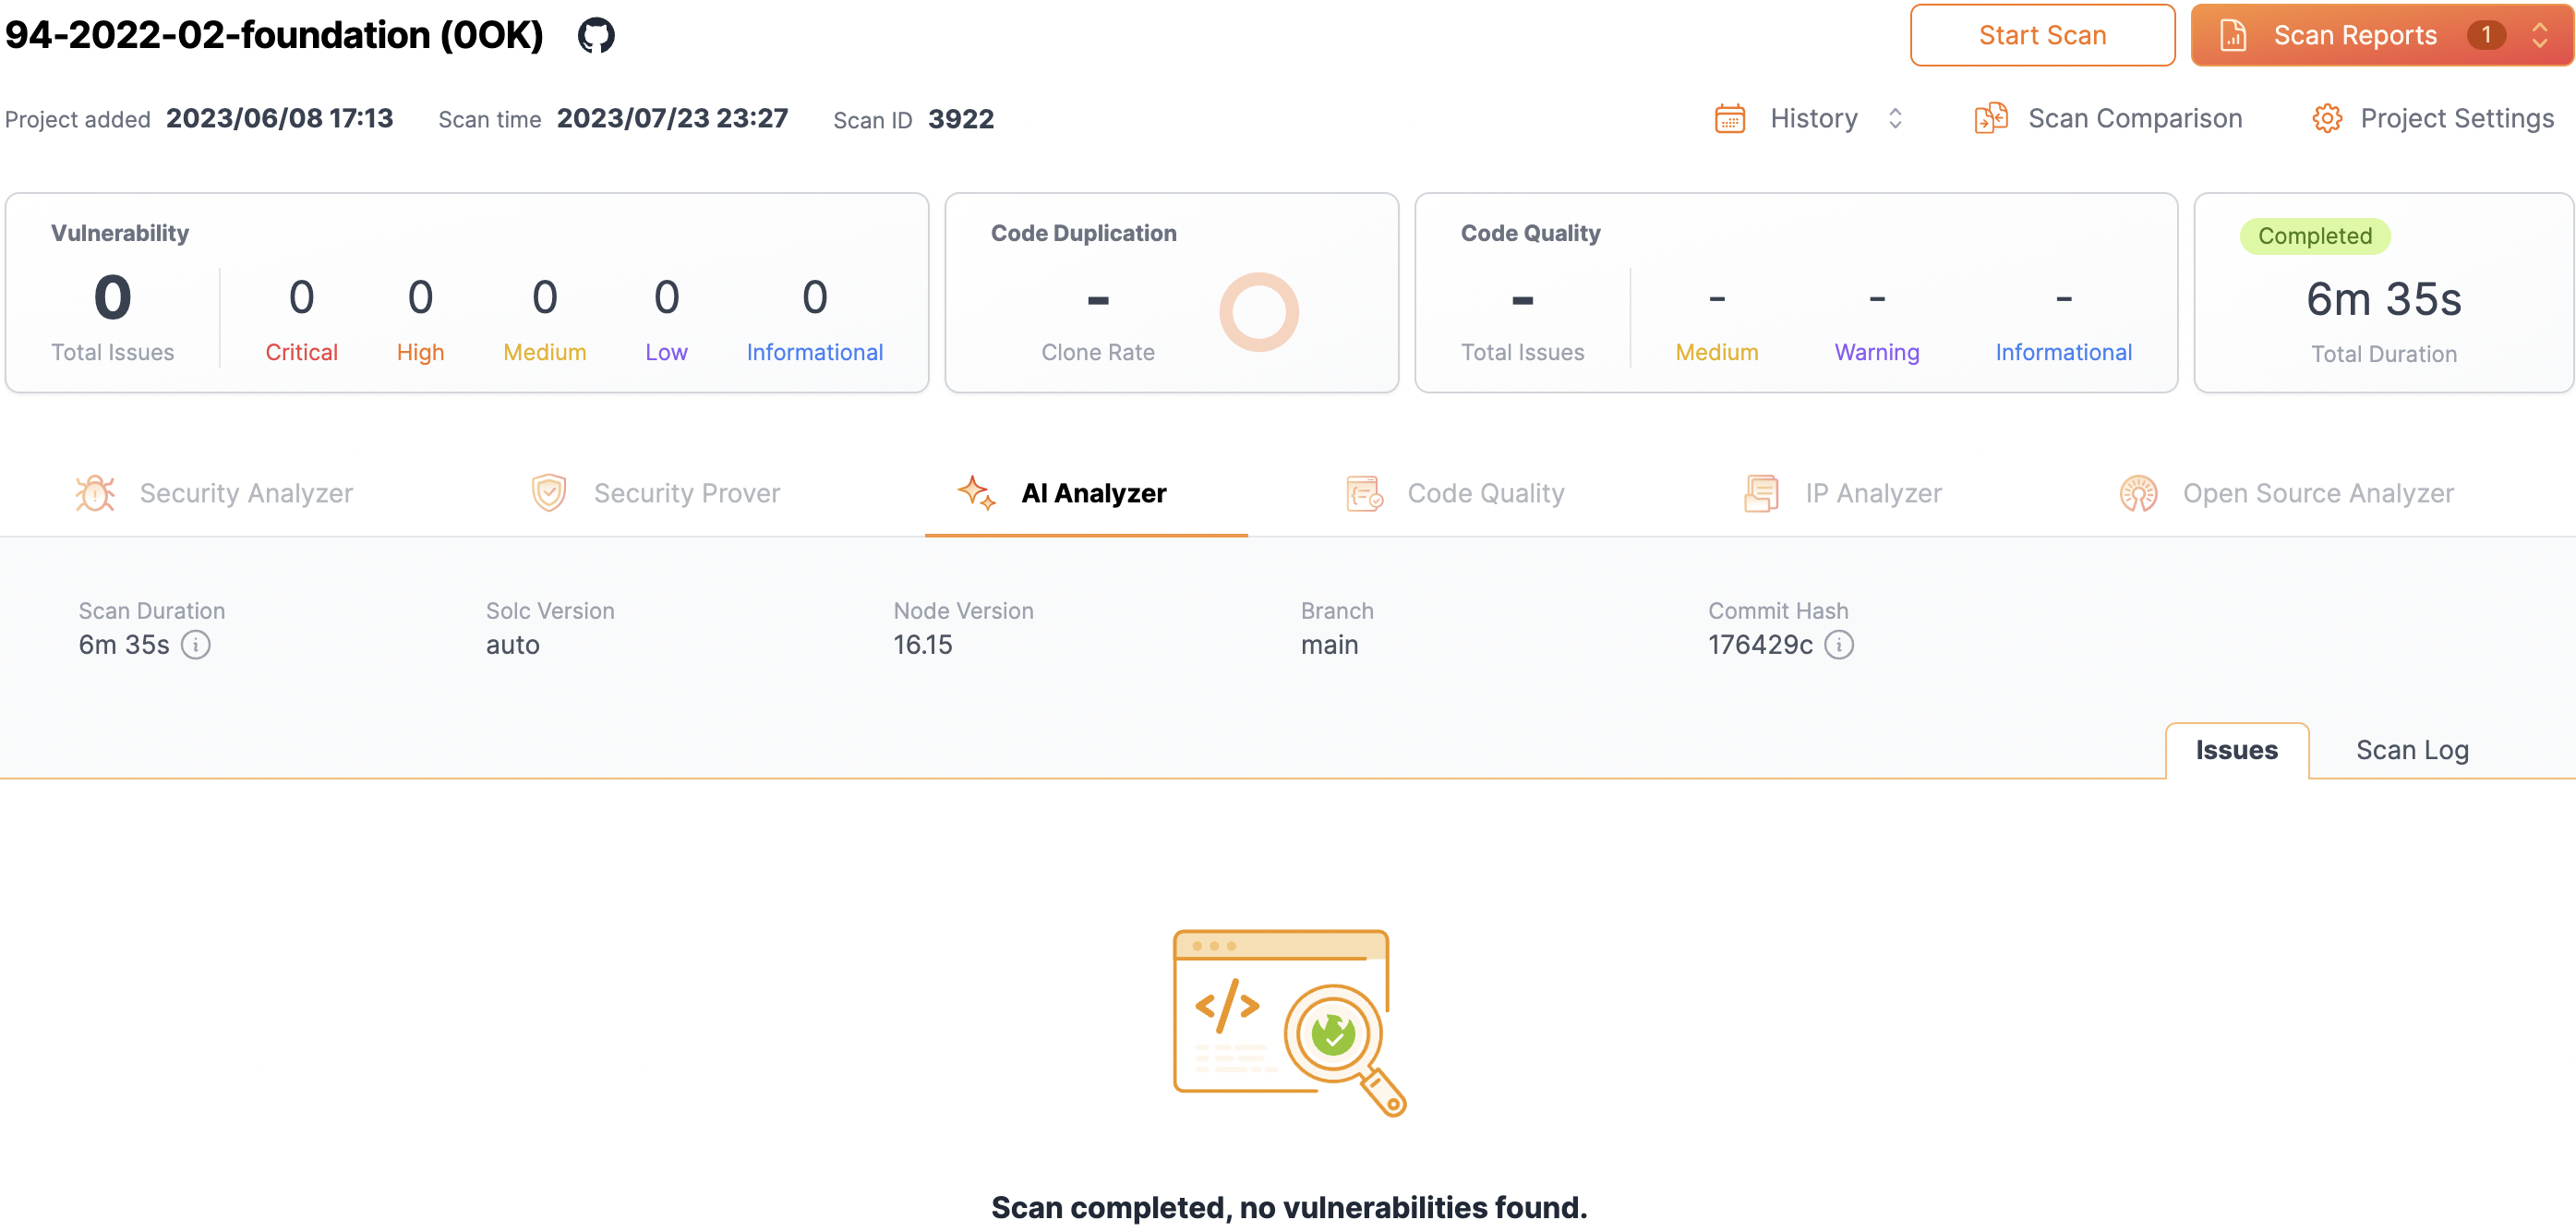 94-2022-02-foundation (0OK)
Start Scan
Scan Reports 1
Project added 2023/06/08 17:13 Scan time 2023/07/23 23:27 Scan ID 3922
History Scan Comparison Project Settings
Vulnerability
0 0 0 0 0 0
Total Issues Critical High Medium Low Informational
Code Duplication
-
Clone Rate
Code Quality
- - - -
Total Issues Medium Warning Informational
Completed
6m 35s
Total Duration
Security Analyzer Security Prover AI Analyzer Code Quality IP Analyzer Open Source Analyzer
Scan Duration Solc Version Node Version Branch Commit Hash
6m 35s auto 16.15 main 176429c
Issues Scan Log
</>
Scan completed, no vulnerabilities found.